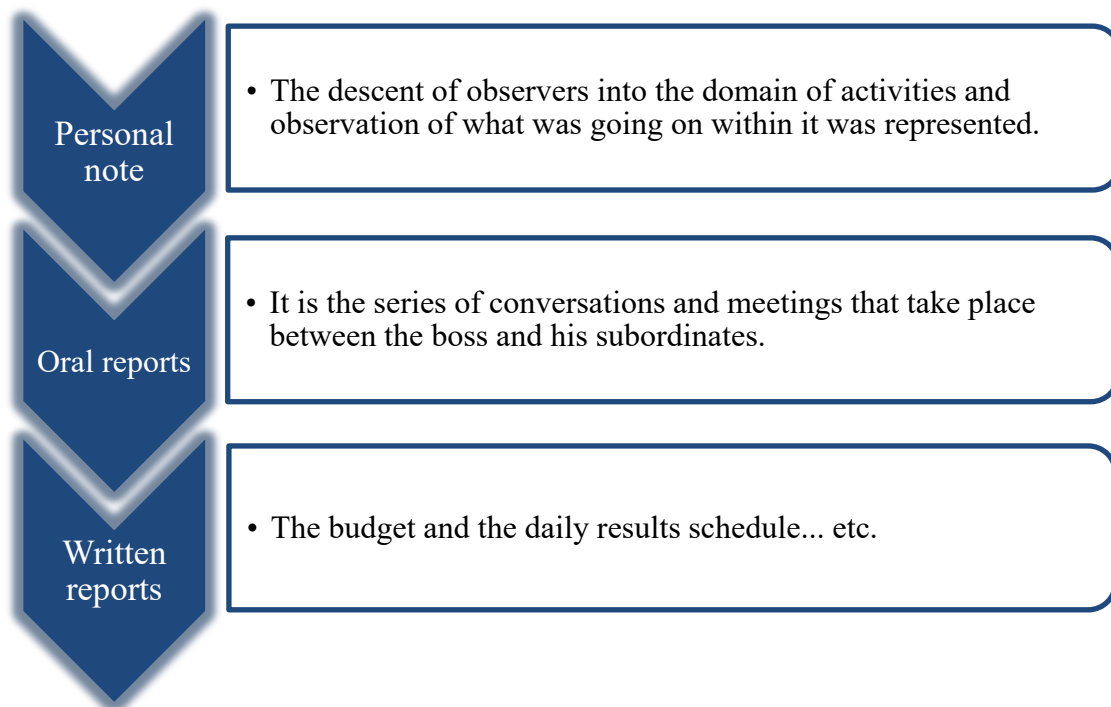 Personal
note
• The descent of observers into the domain of activities and
observation of what was going on within it was represented.
Oral reports
• It is the series of conversations and meetings that take place
between the boss and his subordinates.
Written
reports
• The budget and the daily results schedule... etc.